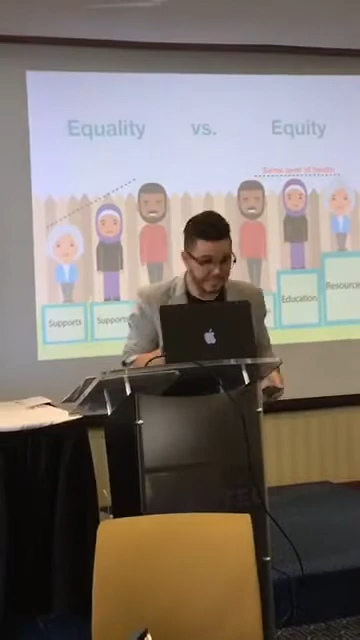 Equality vs. Equity
Same level of health
Supports
Supports
Education
Resources